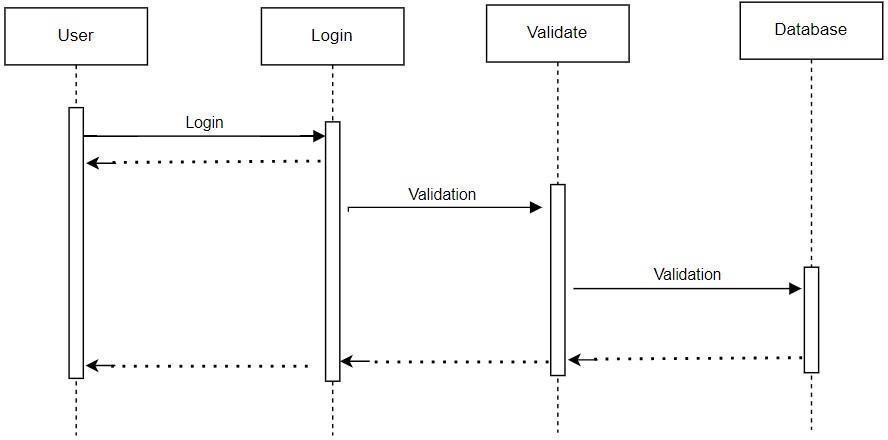 User
Login
Validate
Database
Login
Validation
Validation